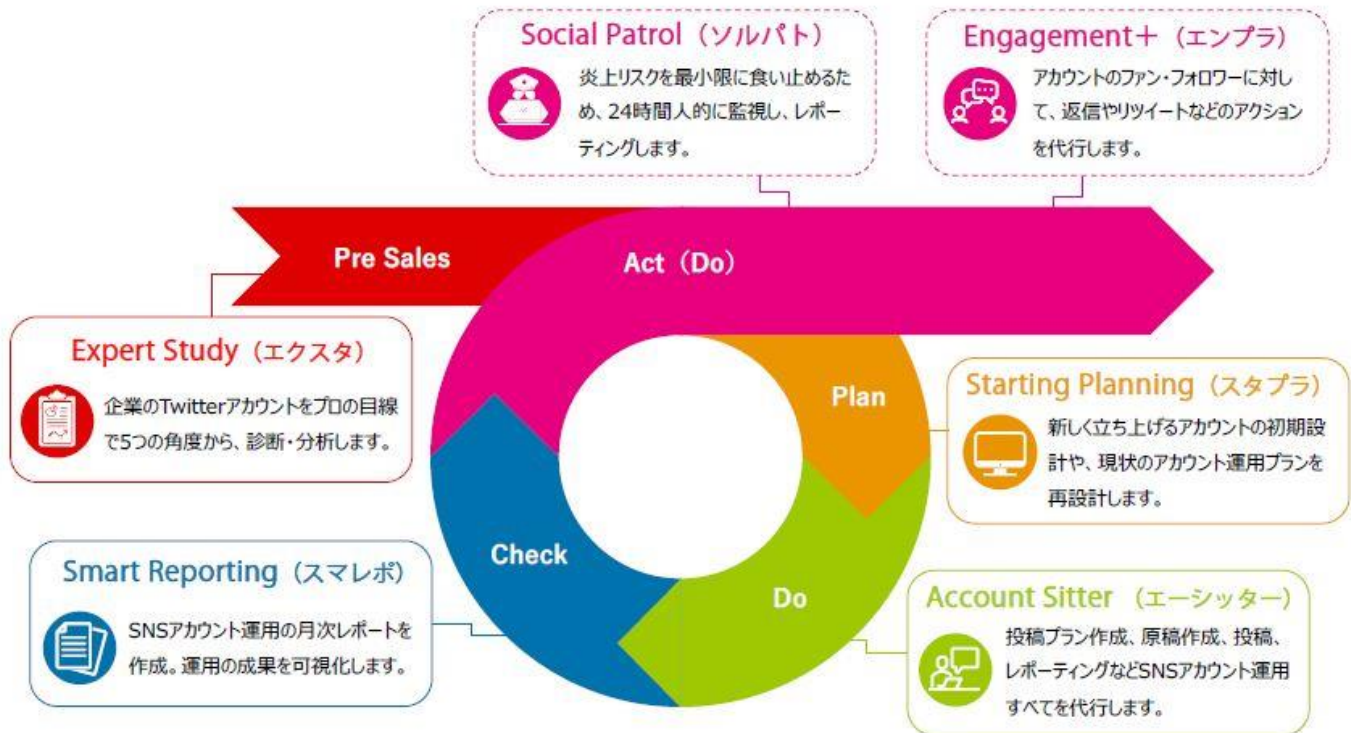 Social Patrol（ソルパト）
炎上リスクを最小限に食い止めるた
め、24時間人的に監視し、レポー
ティングします。
Engagement＋（エンプラ）
アカウントのファン・フォロワーに対し
て、返信やリツイートなどのアクション
を代行します。
Pre Sales
Act（Do）
Expert Study（エクスタ）
企業のTwitterアカウントをプロの目線
で5つの角度から、診断・分析します。
Plan
Starting Planning（スタプラ）
新しく立ち上げるアカウントの初期設
計や、現状のアカウント運用プランを
再設計します。
Check
Smart Reporting（スマレポ）
SNSアカウント運用の月次レポートを
作成。運用の成果を可視化します。
Do
Account Sitter （エーシッター）
投稿プラン作成、原稿作成、投稿、
レポーティングなどSNSアカウント運用
すべてを代行します。